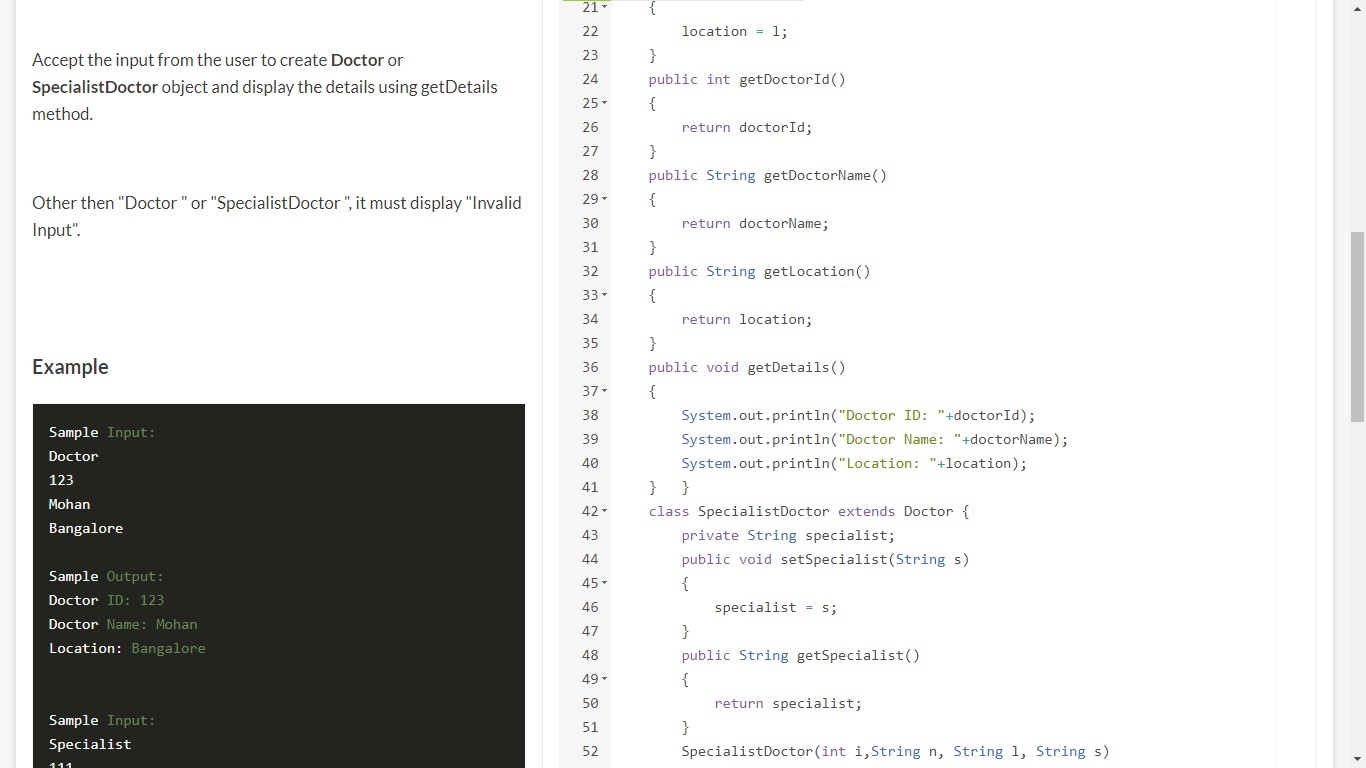 Accept the input from the user to create Doctor or
SpecialistDoctor object and display the details using getDetails
method.
Other then "Doctor " or "SpecialistDoctor ", it must display "Invalid
Input".
Example
Sample Input:
Doctor
123
Mohan
Bangalore
Sample Output:
Doctor ID: 123
Doctor Name: Mohan
Location: Bangalore
Sample Input:
Specialist
111
21 {
22 location = l;
23 }
24 public int getDoctorId()
25 {
26 return doctorId;
27 }
28 public String getDoctorName()
29 {
30 return doctorName;
31 }
32 public String getLocation()
33 {
34 return location;
35 }
36 public void getDetails()
37 {
38 System.out.println("Doctor ID: "+doctorId);
39 System.out.println("Doctor Name: "+doctorName);
40 System.out.println("Location: "+location);
41 } }
42 class SpecialistDoctor extends Doctor {
43 private String specialist;
44 public void setSpecialist(String s)
45 {
46 specialist = s;
47 }
48 public String getSpecialist()
49 {
50 return specialist;
51 }
52 SpecialistDoctor(int i,String n, String l, String s)